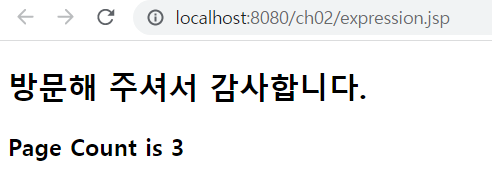 localhost:8080/ch02/expression.jsp
방문해 주셔서 감사합니다.
Page Count is 3